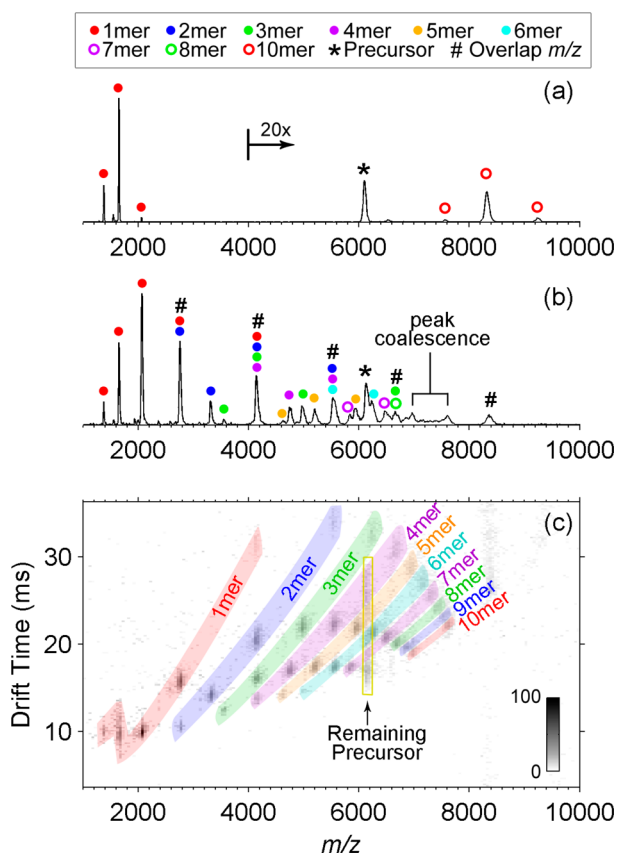 1mer 2mer 3mer 4mer 5mer 6mer
7mer 8mer 10mer * Precursor # Overlap m/z
(a)
20x
*
2000 4000 6000 8000 10000
(b)
# # # * # #
peak
coalescence
2000 4000 6000 8000 10000
(c)
Drift Time (ms)
30
20
10
1mer
2mer
3mer
4mer
5mer
6mer
7mer
8mer
9mer
10mer
100
0
Remaining
Precursor
2000 4000 6000 8000 10000
m/z